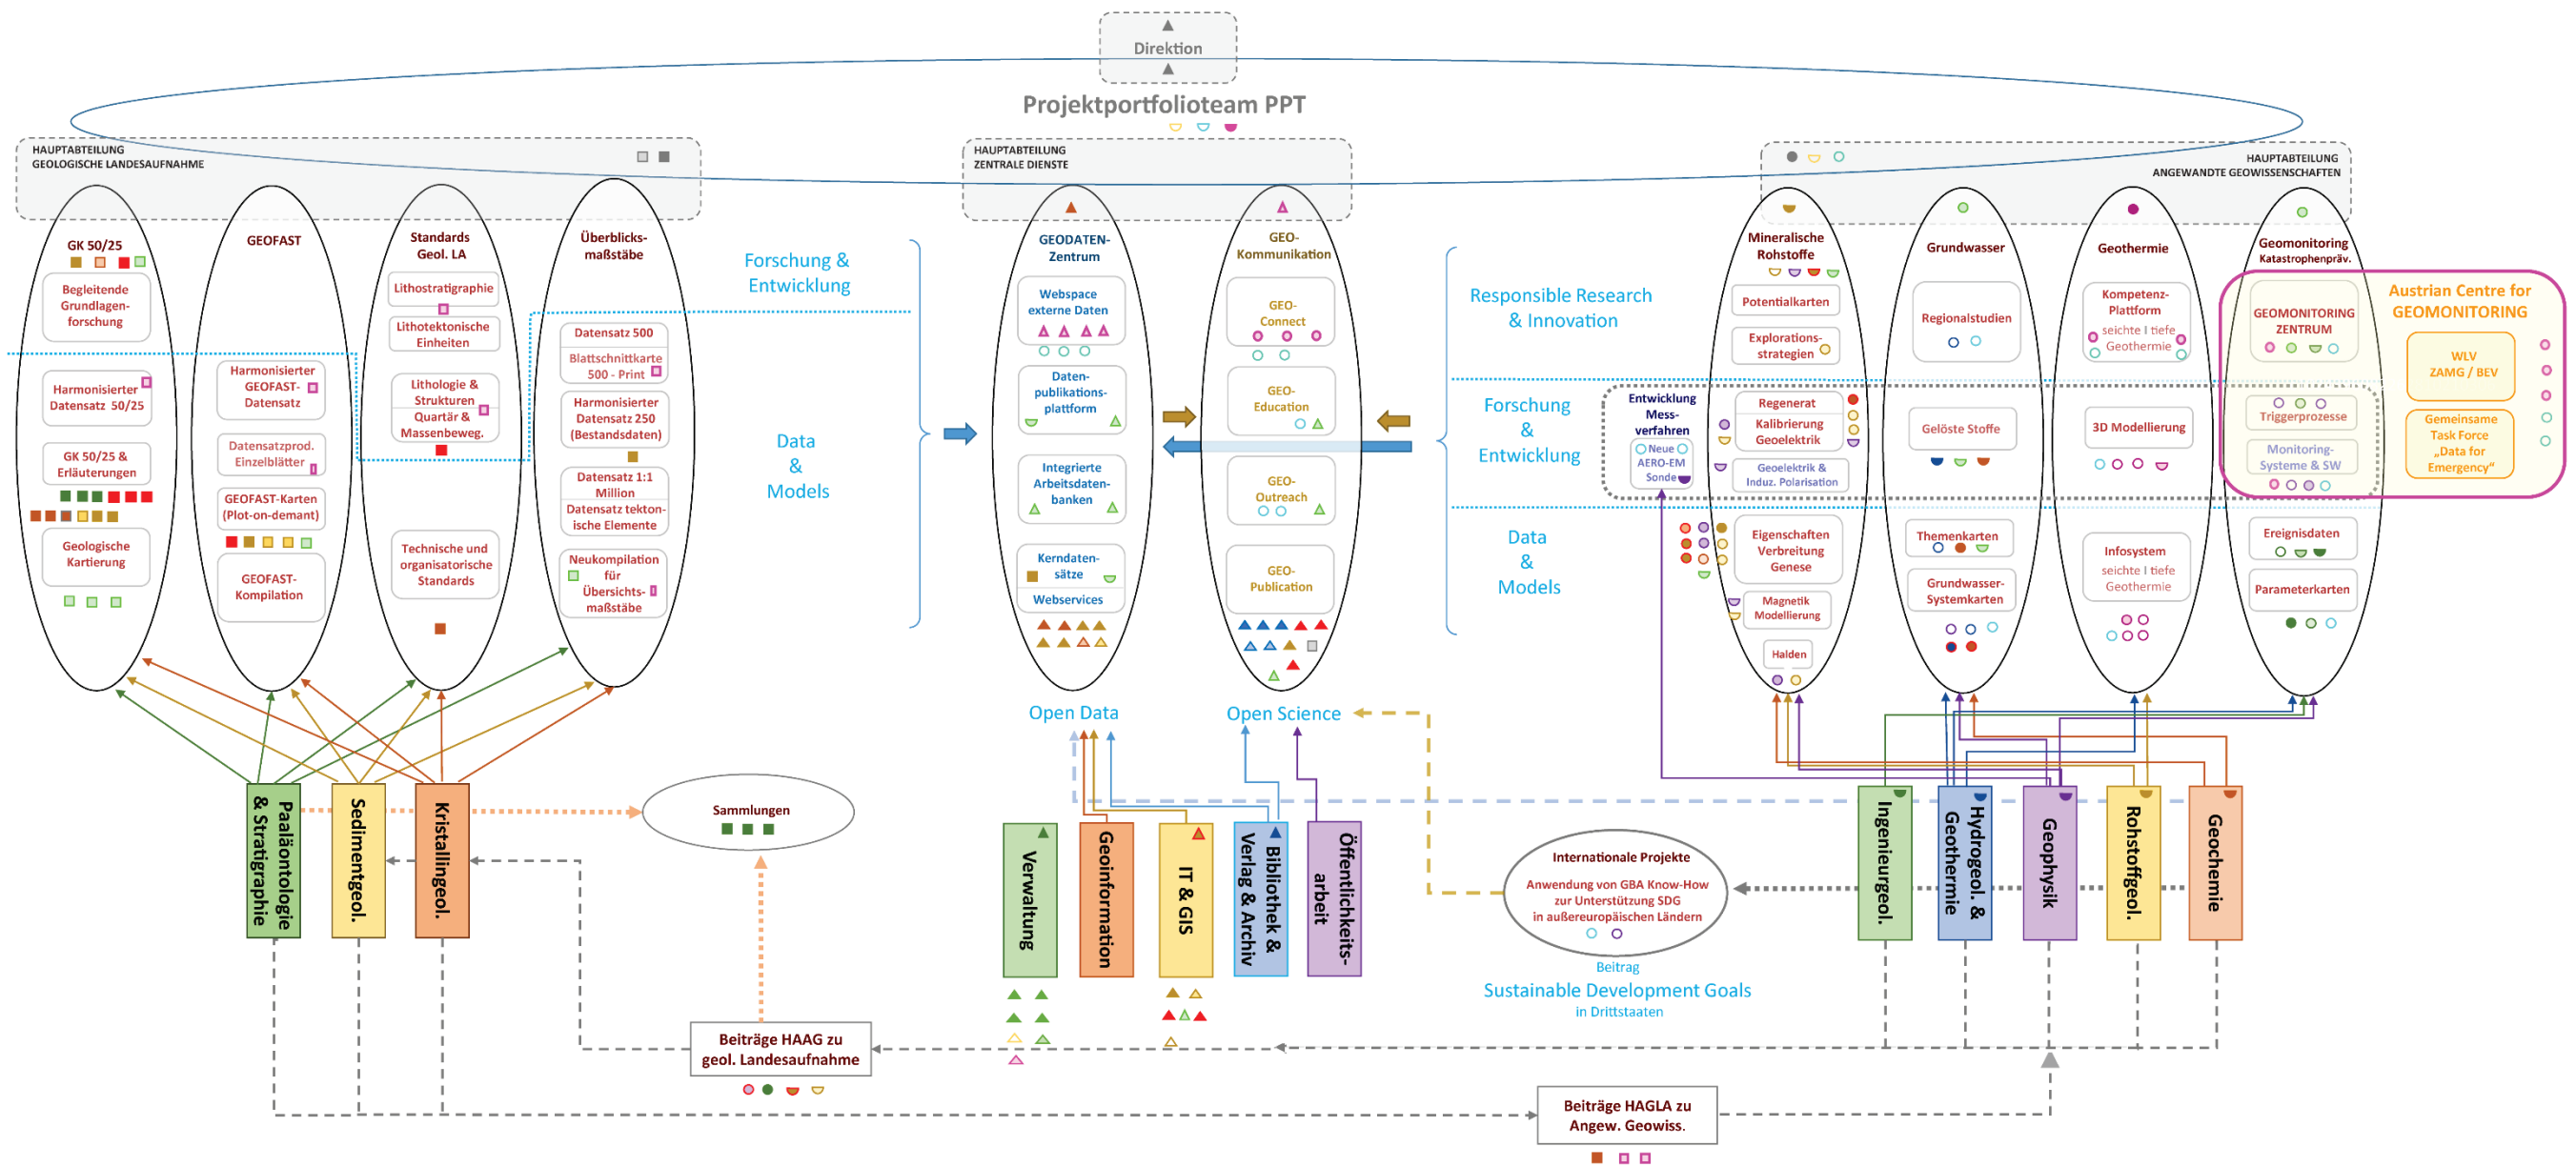 Direktion
Projektportfolioteam PPT
HAUPTABTEILUNG
GEOLOGISCHE LANDESAUFNAHME
HAUPTABTEILUNG
ZENTRALE DIENSTE
HAUPTABTEILUNG
ANGEWANDTE GEOWISSENSCHAFTEN
GK 50/25
Begleitende
Grundlagen-
forschung
Harmonisierter
Datensatz 50/25
GK 50/25 &
Erläuterungen
Geologische
Kartierung
GEOFAST
Harmonisierter
GEOFAST-
Datensatz
Datensatzprod.
Einzelblätter
GEOFAST-Karten
(Plot-on-demant)
GEOFAST-
Kompilation
Standards
Geol. LA
Lithostratigraphie
Lithotektonische
Einheiten
Lithologie &
Strukturen
Quartär &
Massenbeweg.
Technische und
organisatorische
Standards
Überblicks-
maßstäbe
Datensatz 500
Blattschnittkarte
500 - Print
Harmonisierter
Datensatz 250
(Bestandsdaten)
Datensatz 1:1
Million
Datensatz tekton-
ische Elemente
Neukompilation
für
Übersichts-
maßstäbe
Forschung &
Entwicklung
Data
&
Models
GEODATEN-
Zentrum
Webspace
externe Daten
Daten-
publikations-
plattform
Integrierte
Arbeitsdaten-
banken
Kerndaten-
sätze
Webservices
GEO-
Kommunikation
GEO-
Connect
GEO-
Education
GEO-
Outreach
GEO-
Publication
Responsible Research
& Innovation
Forschung
&
Entwicklung
Data
&
Models
Entwicklung
Mess-
verfahren
Neue
AERO-EM
Sonde
Mineralische
Rohstoffe
Potentialkarten
Explorations-
strategien
Regenerat
Kalibrierung
Geoelektrik
Geoelektrik &
Induz. Polarisation
Eigenschaften
Verbreitung
Genese
Magnetik
Modellierung
Halden
Grundwasser
Regionalstudien
Gelöste Stoffe
Themenkarten
Grundwasser-
Systemkarten
Geothermie
Kompetenz-
Plattform
seichte I tiefe
Geothermie
3D Modellierung
Infosystem
seichte I tiefe
Geothermie
Geomonitoring
Katastrophenpräv.
GEOMONITORING
ZENTRUM
Triggerprozesse
Monitoring-
Systeme & SW
Ereignisdaten
Parameterkarten
Austrian Centre for
GEOMONITORING
WLV
ZAMG / BEV
Gemeinsame
Task Force
„Data for
Emergency“
Open Data
Open Science
Paaläontologie
& Stratigraphie
Sedimentgeol.
Kristallingeol.
Sammlungen
Verwaltung
Geoinformation
IT & GIS
Bibliothek &
Verlag & Archiv
Öffentlichkeits-
arbeit
Internationale Projekte
Anwendung von GBA Know-How
zur Unterstützung SDG
in außereuropäischen Ländern
Beitrag
Sustainable Development Goals
in Drittstaaten
Ingenieurgeol.
Hydrogeol. &
Geothermie
Geophysik
Rohstoffgeol.
Geochemie
Beiträge HAAG zu
geol. Landesaufnahme
Beiträge HAGLA zu
Angew. Geowiss.